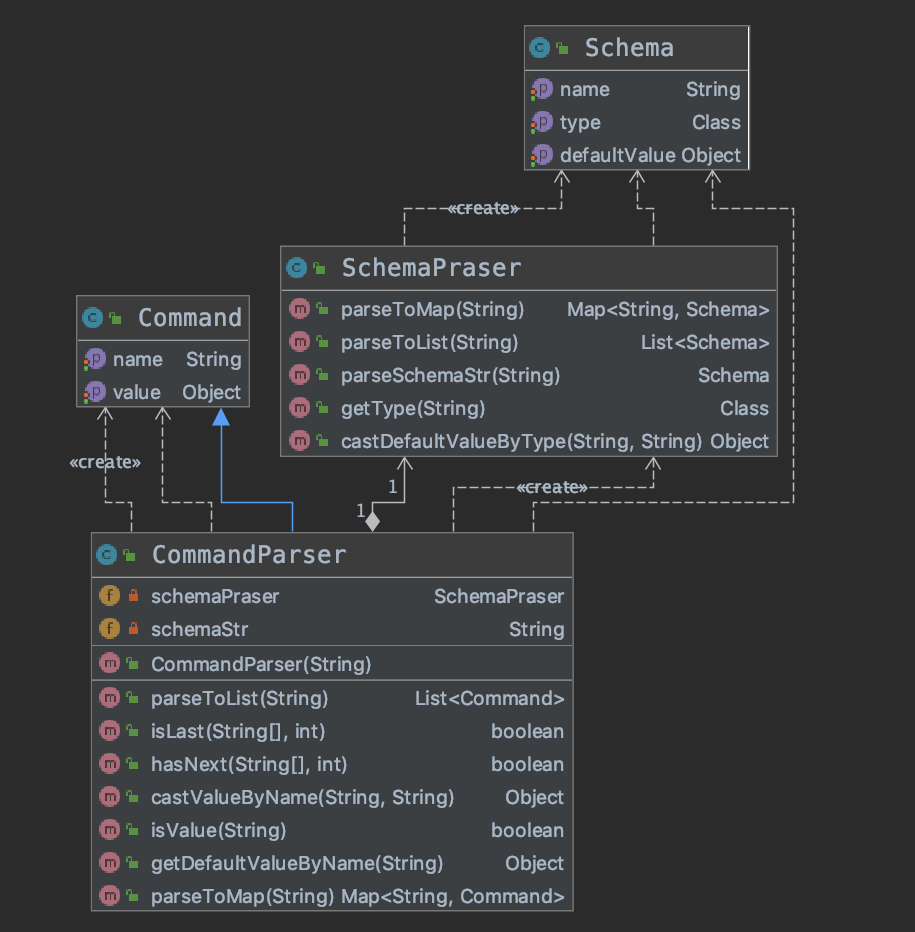 Schema
name String
type Class
defaultValue Object
«create»
SchemaPraser
parseToMap(String) Map<String, Schema>
parseToList(String) List<Schema>
parseSchemaStr(String) Schema
getType(String) Class
castDefaultValueByType(String, String) Object
Command
name String
value Object
«create»
1
«create»
1
CommandParser
schemaPraser SchemaPraser
schemaStr String
CommandParser(String)
parseToList(String) List<Command>
isLast(String[], int) boolean
hasNext(String[], int) boolean
castValueByName(String, String) Object
isValue(String) boolean
getDefaultValueByName(String) Object
parseToMap(String) Map<String, Command>